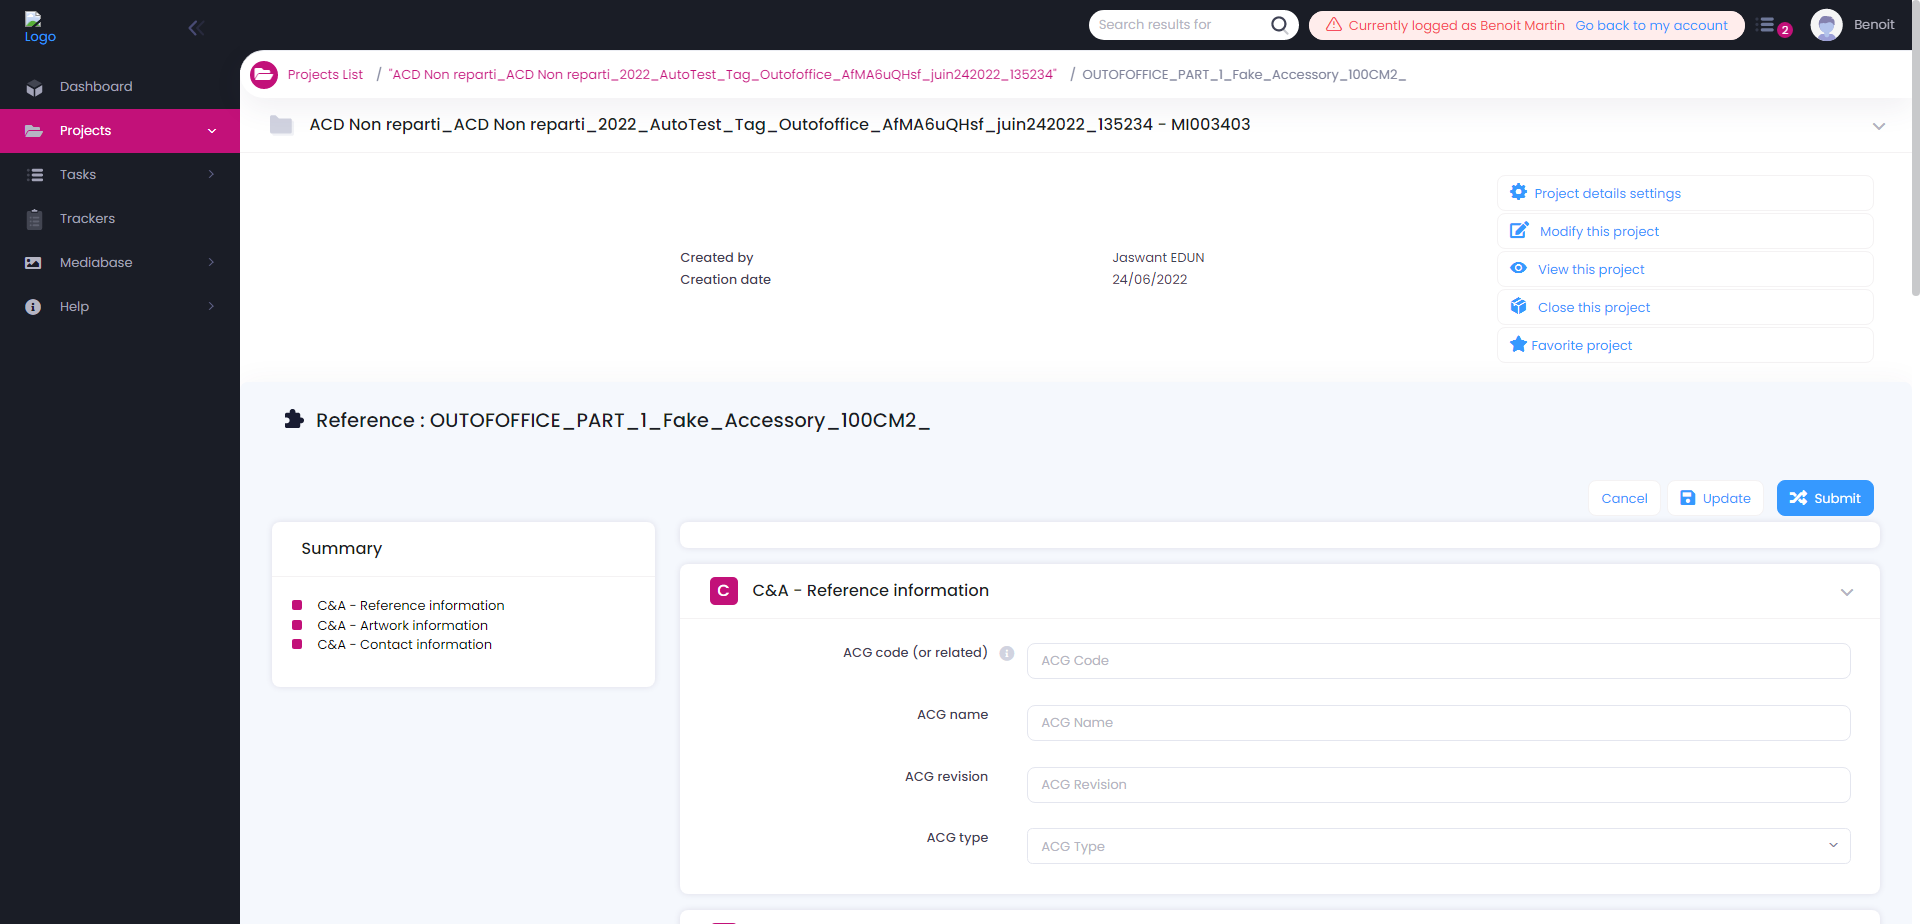 Logo
Search results for
Currently logged as Benoit Martin Go back to my account
2
Benoit
Dashboard
Projects
Tasks
Trackers
Mediabase
Help
Projects List / "ACD Non reparti_ACD Non reparti_2022_AutoTest_Tag_Outofoffice_AfMA6uQHsf_juin242022_135234" / OUTOFOFFICE_PART_1_Fake_Accessory_100CM2_
ACD Non reparti_ACD Non reparti_2022_AutoTest_Tag_Outofoffice_AfMA6uQHsf_juin242022_135234 - MI003403
Created by Jaswant EDUN
Creation date 24/06/2022
Project details settings
Modify this project
View this project
Close this project
Favorite project
Reference : OUTOFOFFICE_PART_1_Fake_Accessory_100CM2_
Cancel
Update
Submit
Summary
C&A - Reference information
C&A - Artwork information
C&A - Contact information
C C&A - Reference information
ACG code (or related) ACG Code
ACG name ACG Name
ACG revision ACG Revision
ACG type ACG Type